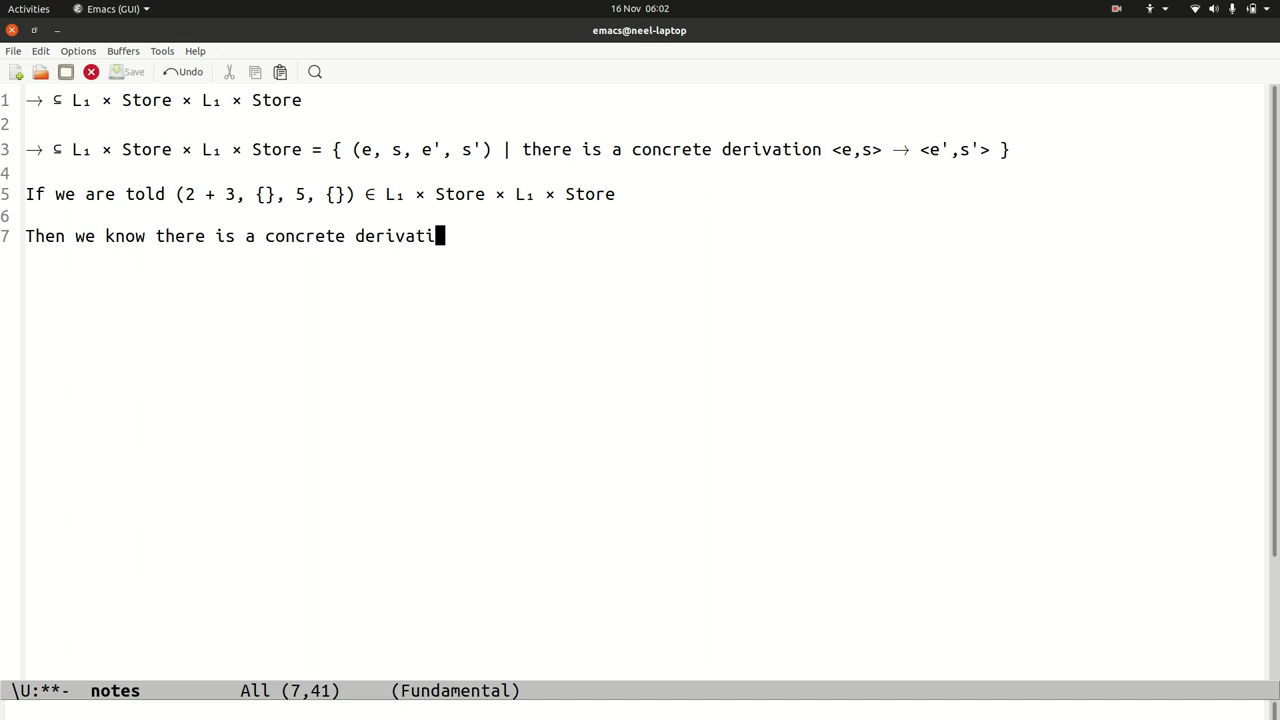 Activities Emacs (GUI) 16 Nov 06:02
emacs@neel-laptop
File Edit Options Buffers Tools Help
Save Undo
1 → ⊆ L₁ × Store × L₁ × Store
2
3 → ⊆ L₁ × Store × L₁ × Store = { (e, s, e', s') | there is a concrete derivation <e,s> → <e',s'> }
4
5 If we are told (2 + 3, {}, 5, {}) ∈ L₁ × Store × L₁ × Store
6
7 Then we know there is a concrete derivati
\U:**- notes All (7,41) (Fundamental)